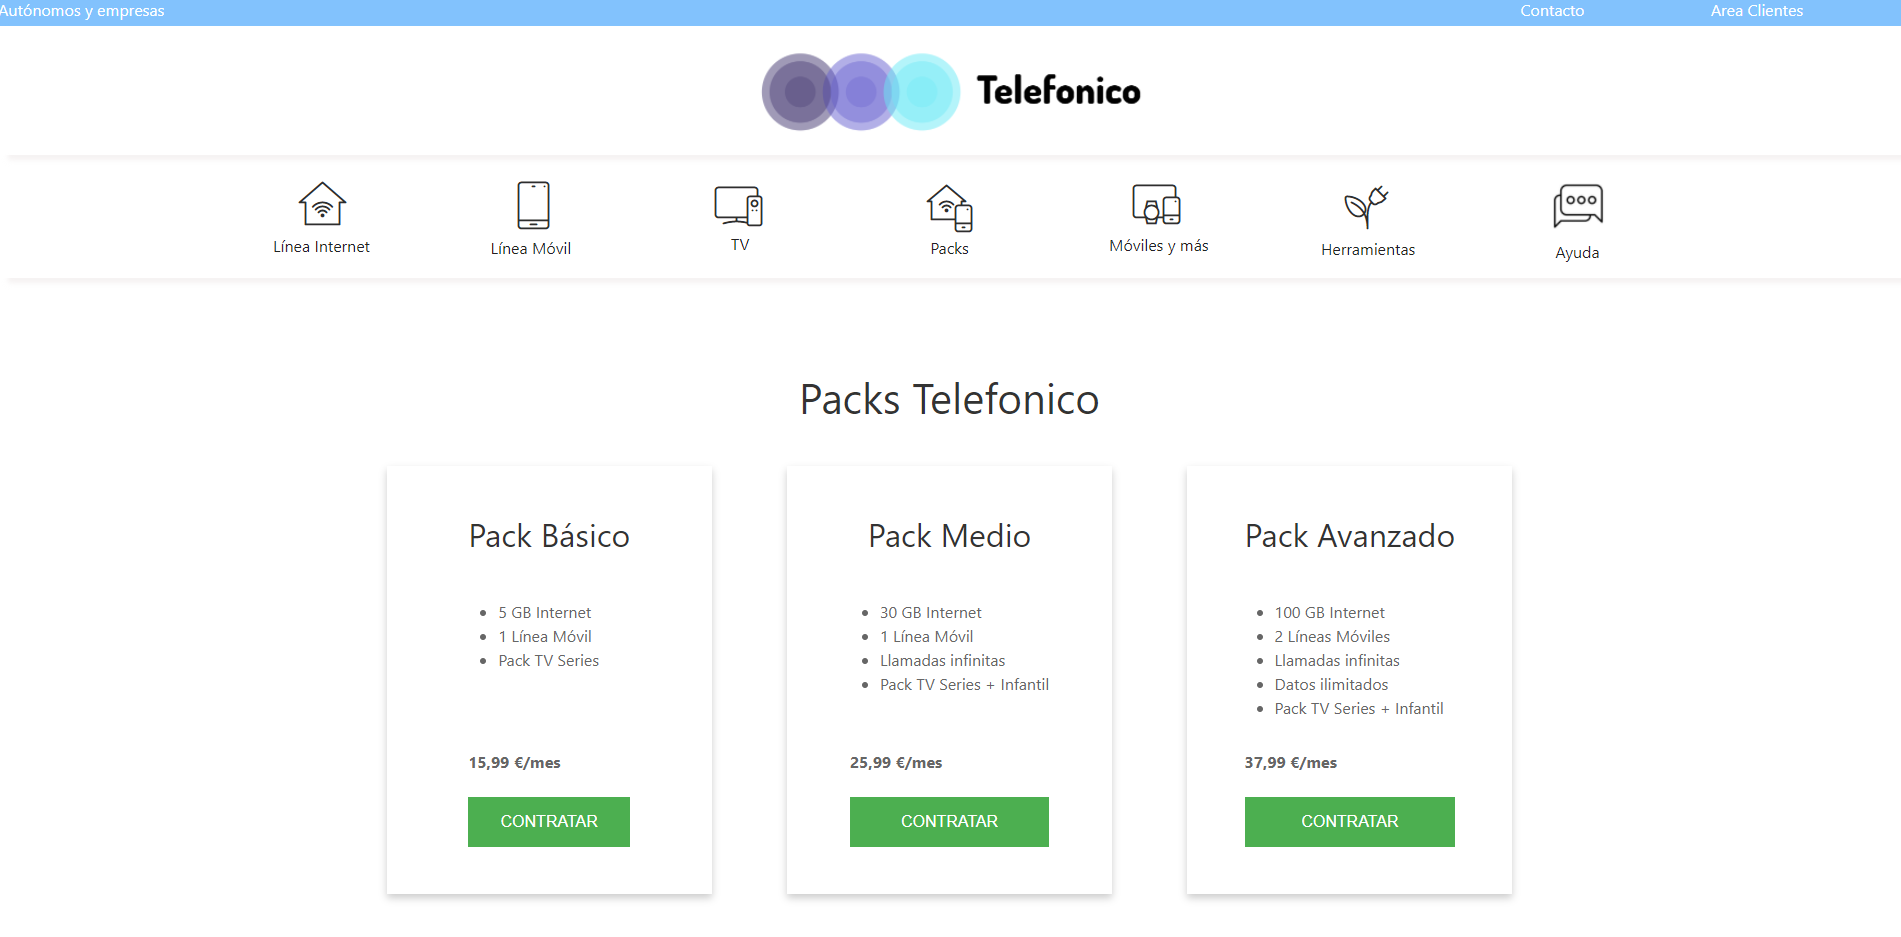 Autónomos y empresas Contacto Area Clientes
Telefonico
Línea Internet Línea Móvil TV Packs Móviles y más Herramientas Ayuda
Packs Telefonico
Pack Básico
5 GB Internet
1 Línea Móvil
Pack TV Series
15,99 €/mes
CONTRATAR
Pack Medio
30 GB Internet
1 Línea Móvil
Llamadas infinitas
Pack TV Series + Infantil
25,99 €/mes
CONTRATAR
Pack Avanzado
100 GB Internet
2 Líneas Móviles
Llamadas infinitas
Datos ilimitados
Pack TV Series + Infantil
37,99 €/mes
CONTRATAR